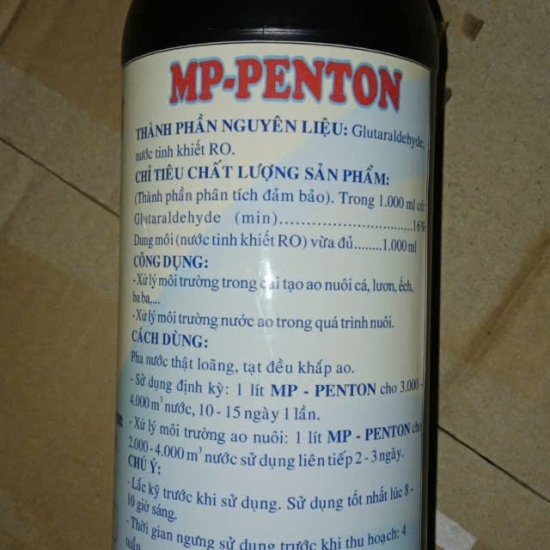 MP-PENTON
THÀNH PHẦN NGUYÊN LIỆU: Glutaraldehyde,
nước tinh khiết RO.
CHỈ TIÊU CHẤT LƯỢNG SẢN PHẨM:
(Thành phần phân tích đảm bảo). Trong 1.000 ml có:
Glutaraldehyde (min)..............................16%
Dung môi (nước tinh khiết RO) vừa đủ........1.000 ml
CÔNG DỤNG:
- Xử lý môi trường trong cải tạo ao nuôi cá, lươn, ếch,
ba ba,...
- Xử lý môi trường nước ao trong quá trình nuôi.
CÁCH DÙNG:
Pha nước thật loãng, tạt đều khắp ao.
- Sử dụng định kỳ: 1 lít MP - PENTON cho 3.000 -
4.000 m³ nước, 10 - 15 ngày 1 lần.
- Xử lý môi trường ao nuôi: 1 lít MP - PENTON cho
2.000 - 4.000 m³ nước sử dụng liên tiếp 2 - 3 ngày.
CHÚ Ý:
- Lắc kỹ trước khi sử dụng. Sử dụng tốt nhất lúc 8 -
10 giờ sáng.
- Thời gian ngưng sử dụng trước khi thu hoạch: 4
tuần.